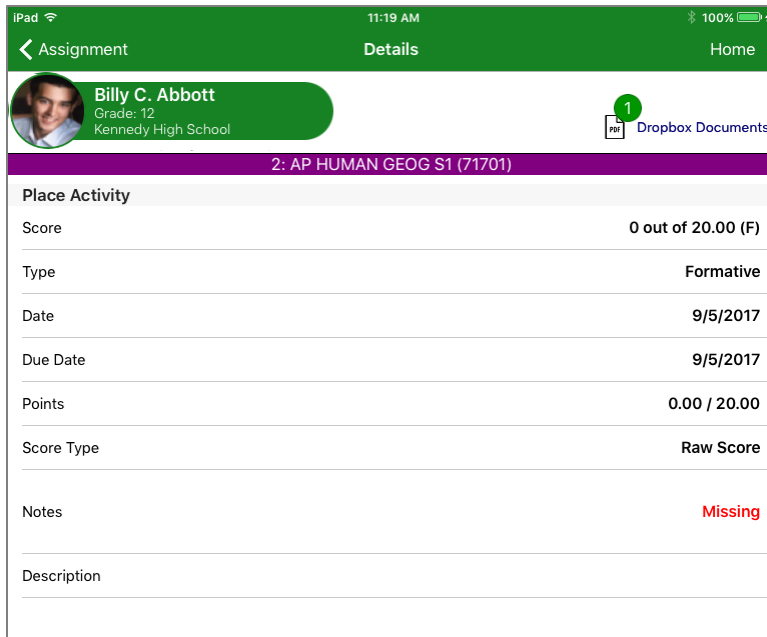 iPad 11:19 AM 100%
Assignment Details Home
Billy C. Abbott
Grade: 12
Kennedy High School
1
PDF Dropbox Documents
2: AP HUMAN GEOG S1 (71701)
Place Activity
Score 0 out of 20.00 (F)
Type Formative
Date 9/5/2017
Due Date 9/5/2017
Points 0.00 / 20.00
Score Type Raw Score
Notes Missing
Description